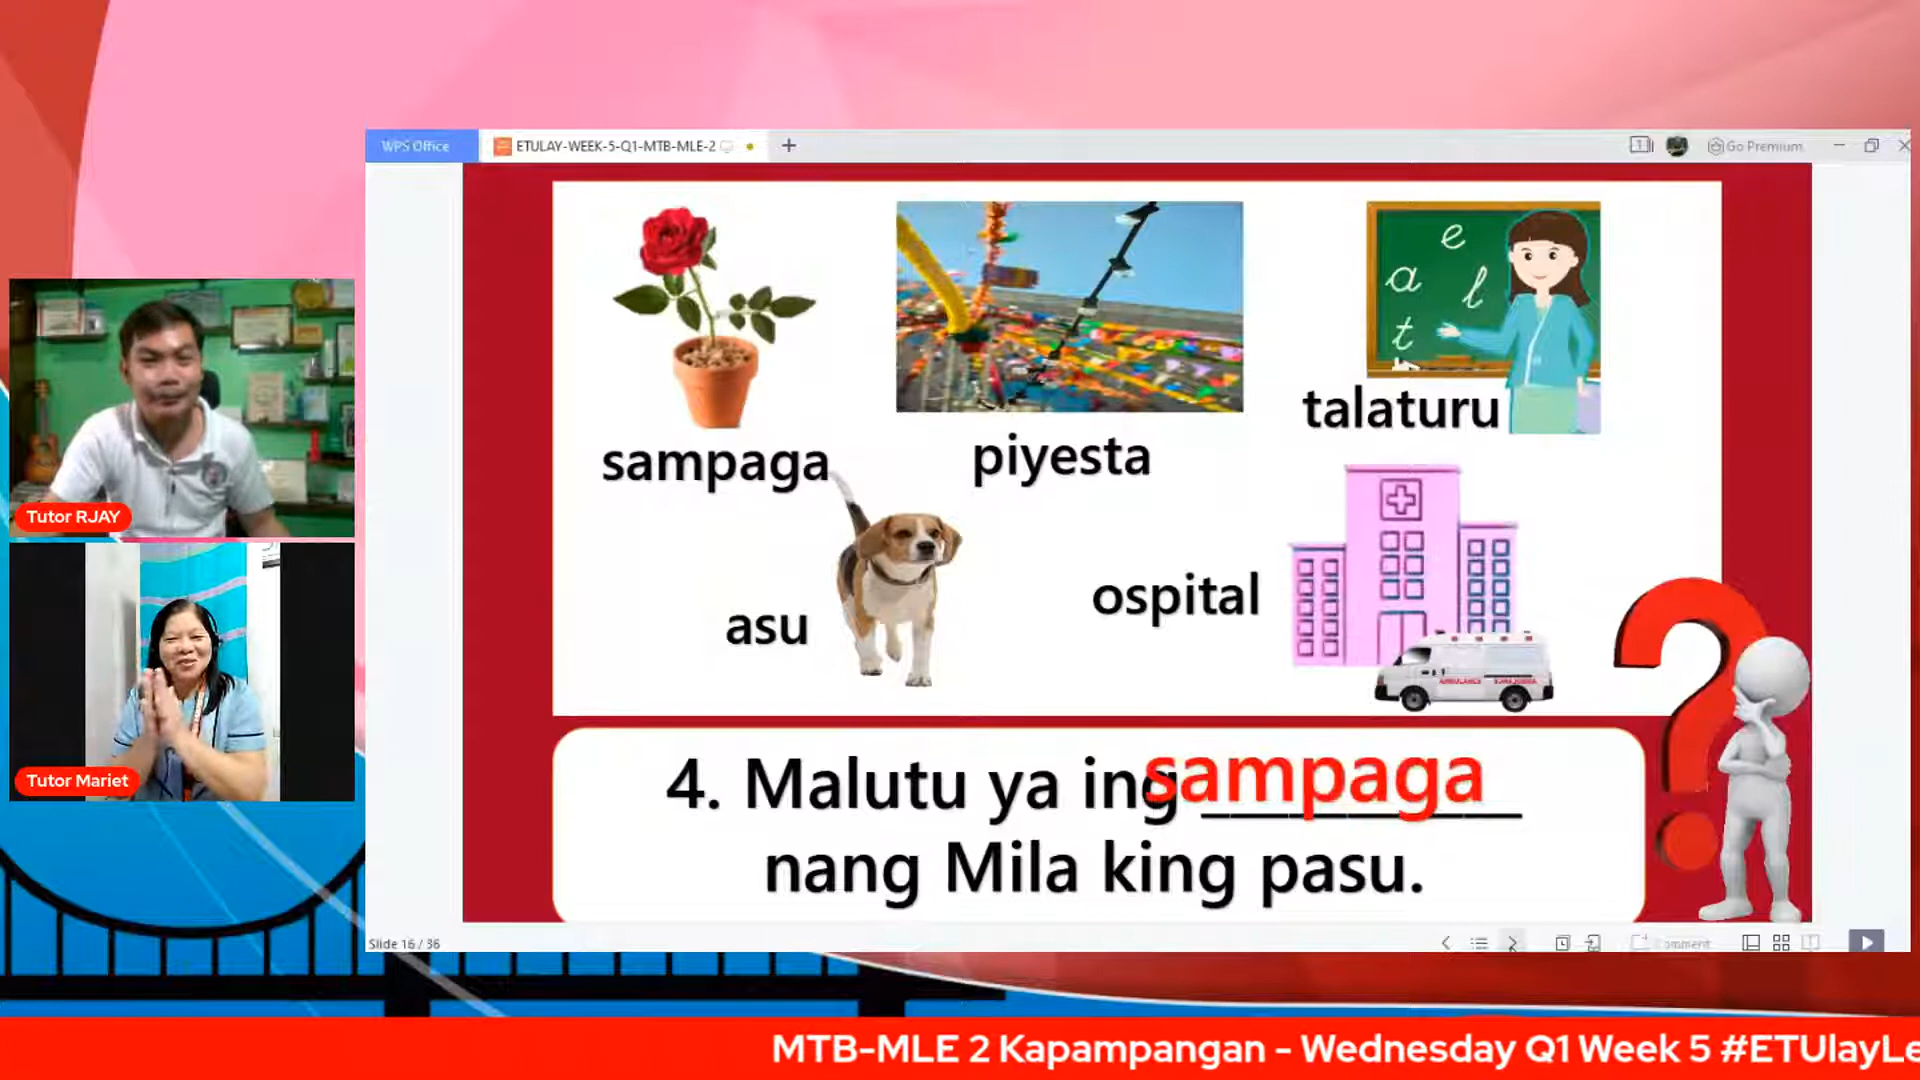 WPS Office
ETULAY-WEEK-5-Q1-MTB-MLE-2
Go Premium
e
a
l
t
sampaga
piyesta
talaturu
asu
ospital
AMBULANCE
4. Malutu ya ing sampaga
nang Mila king pasu.
Tutor RJAY
Tutor Mariet
Slide 16 / 36
Comment
MTB-MLE 2 Kapampangan - Wednesday Q1 Week 5 #ETUlayLe